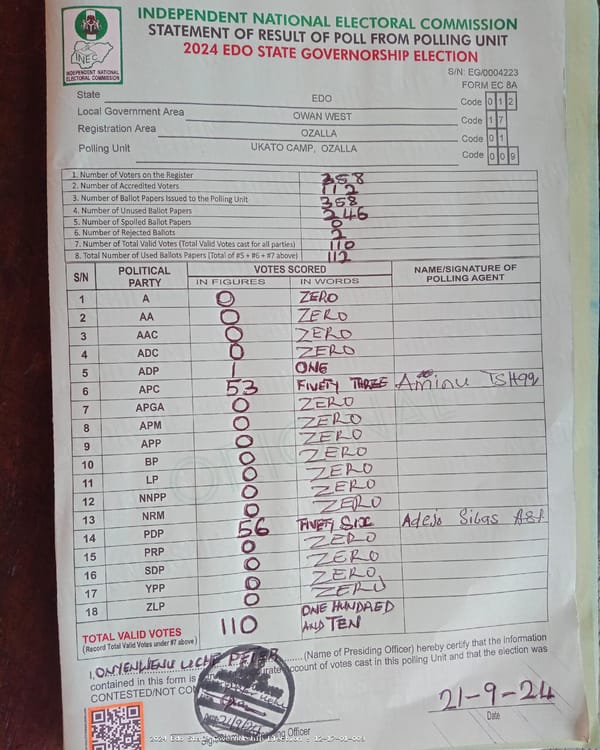 INDEPENDENT NATIONAL ELECTORAL COMMISSION
STATEMENT OF RESULT OF POLL FROM POLLING UNIT
2024 EDO STATE GOVERNORSHIP ELECTION
INEC
INDEPENDENT NATIONAL
ELECTORAL COMMISSION
S/N: EG/0004223
FORM EC 8A
State EDO Code 0 1 2
Local Government Area OWAN WEST Code 1 7
Registration Area OZALLA Code 0 1
Polling Unit UKATO CAMP, OZALLA Code 0 0 9
1. Number of Voters on the Register 358
2. Number of Accredited Voters 112
3. Number of Ballot Papers Issued to the Polling Unit 358
4. Number of Unused Ballot Papers 246
5. Number of Spoiled Ballot Papers 0
6. Number of Rejected Ballots 2
7. Number of Total Valid Votes (Total Valid Votes cast for all parties) 110
8. Total Number of Used Ballots Papers (Total of #5 + #6 + #7 above) 112
S/N POLITICAL PARTY VOTES SCORED NAME/SIGNATURE OF POLLING AGENT
IN FIGURES IN WORDS
1 A 0 ZERO
2 AA 0 ZERO
3 AAC 0 ZERO
4 ADC 0 ZERO
5 ADP 1 ONE
6 APC 53 FIVETY THREE Aminu
7 APGA 0 ZERO
8 APM 0 ZERO
9 APP 0 ZERO
10 BP 0 ZERO
11 LP 0 ZERO
12 NNPP 0 ZERO
13 NRM 0 ZERO
14 PDP 56 FIVETY SIX Adejo Sibas
15 PRP 0 ZERO
16 SDP 0 ZERO
17 YPP 0 ZERO
18 ZLP 0 ZERO
TOTAL VALID VOTES 110 ONE HUNDRED AND TEN
(Record Total Valid Votes under #7 above)
I, ONYENWENU UCHE PETER (Name of Presiding Officer) hereby certify that the information
contained in this form is account of votes cast in this polling Unit and that the election was
CONTESTED/NOT
21-9-24
Date
Officer
2024 Edo State Governorship Election - 12-17-01-009